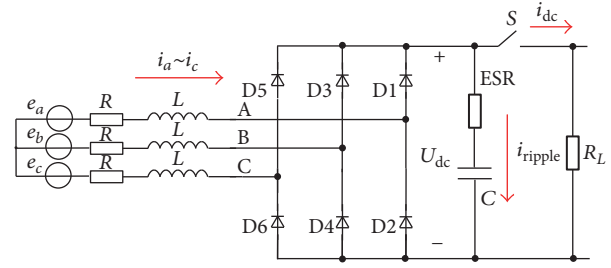 i_dc
S
i_a~i_c
+
ESR
D5
D3
D1
e_a
R
L
A
e_b
R
L
B
U_dc
i_ripple
R_L
e_c
R
L
C
C
D6
D4
D2
−